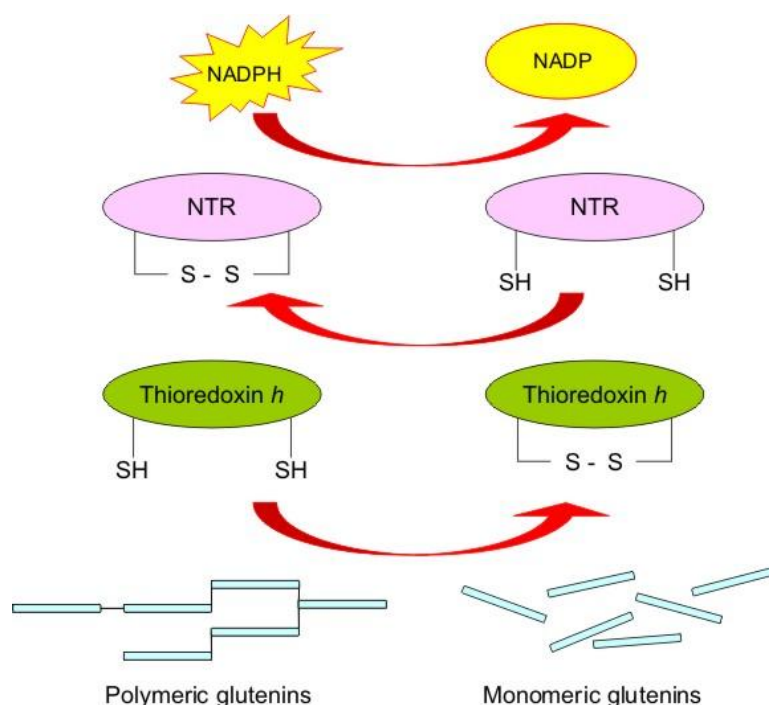 NADPH
NADP
NTR
NTR
S - S
SH
SH
Thioredoxin h
Thioredoxin h
SH
SH
S - S
Polymeric glutenins
Monomeric glutenins